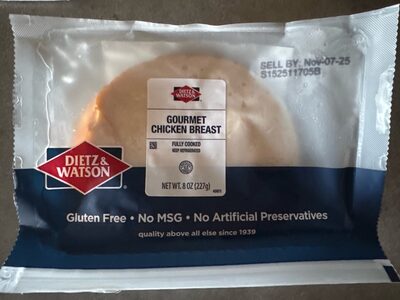 SELL BY: Nov-07-25
S152511705B
DIETZ &
WATSON
GOURMET
CHICKEN BREAST
FULLY COOKED
KEEP REFRIGERATED
NET WT. 8 OZ (227g)
DIETZ &
WATSON®
Gluten Free • No MSG • No Artificial Preservatives
quality above all else since 1939